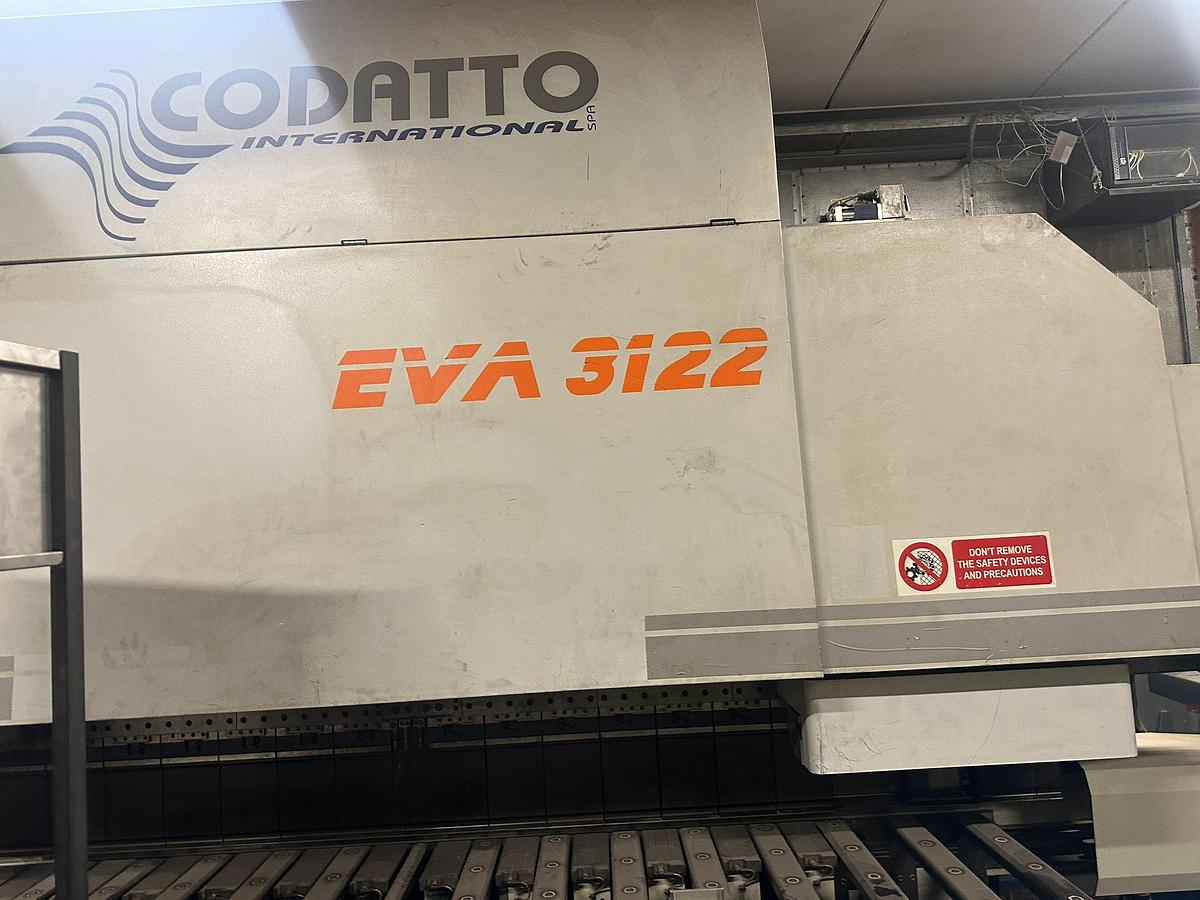 CODATTO
INTERNATIONAL SPA
EVA 3122
DON'T REMOVE
THE SAFETY DEVICES
AND PRECAUTIONS